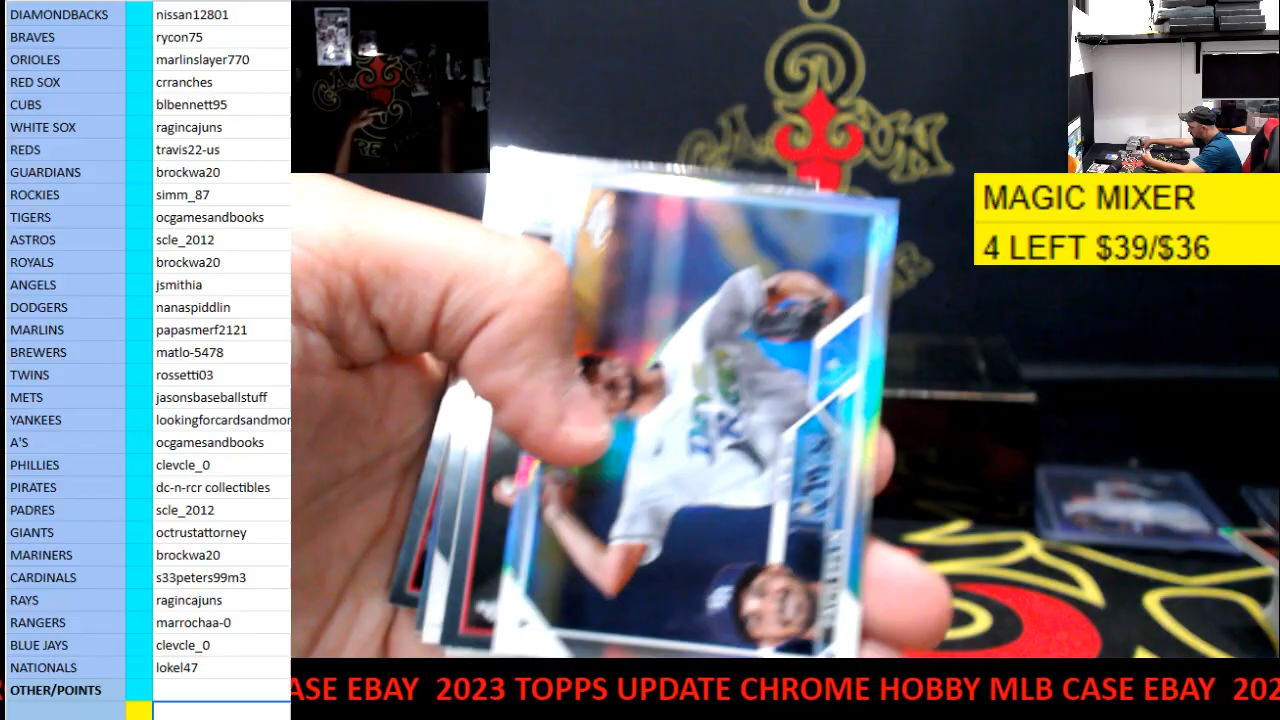 DIAMONDBACKS nissan12801
BRAVES rycon75
ORIOLES marlinslayer770
RED SOX crranches
CUBS blbennett95
WHITE SOX ragincajuns
REDS travis22-us
GUARDIANS brockwa20
ROCKIES simm_87
TIGERS ocgamesandbooks
ASTROS scle_2012
ROYALS brockwa20
ANGELS jsmithia
DODGERS nanaspiddlin
MARLINS papasmerf2121
BREWERS matlo-5478
TWINS rossetti03
METS jasonsbaseballstuff
YANKEES lookingforcardsandmor
A'S ocgamesandbooks
PHILLIES clevcle_0
PIRATES dc-n-rcr collectibles
PADRES scle_2012
GIANTS octrustattorney
MARINERS brockwa20
CARDINALS s33peters99m3
RAYS ragincajuns
RANGERS marrochaa-0
BLUE JAYS clevcle_0
NATIONALS lokel47
OTHER/POINTS
MAGIC MIXER
4 LEFT $39/$36
ASE EBAY 2023 TOPPS UPDATE CHROME HOBBY MLB CASE EBAY 202